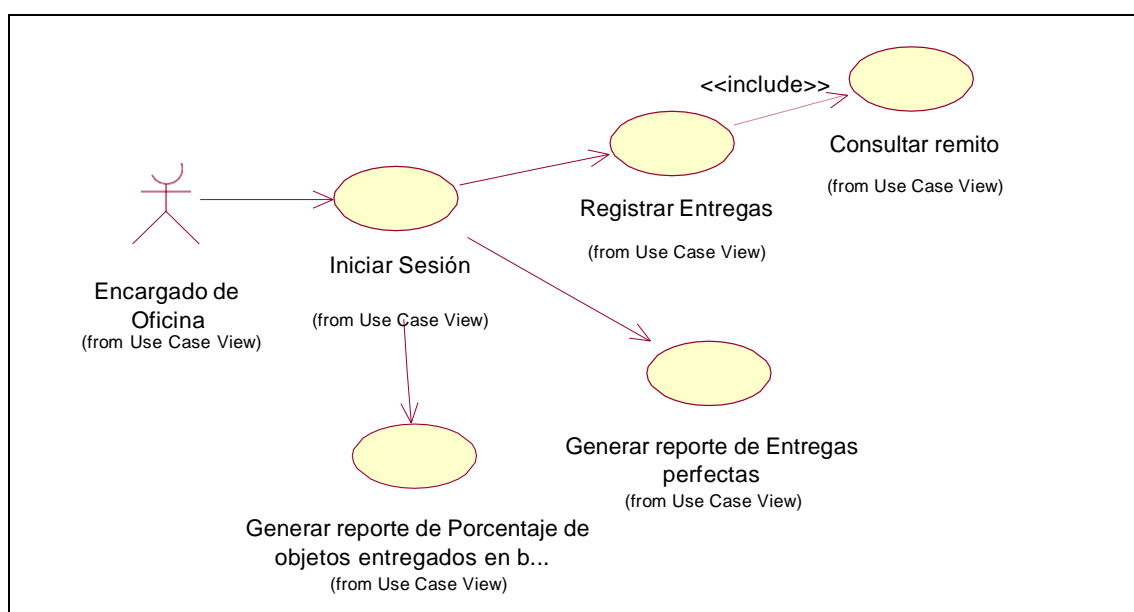 <<include>>
Consultar remito
(from Use Case View)
Registrar Entregas
(from Use Case View)
Iniciar Sesión
(from Use Case View)
Encargado de
Oficina
(from Use Case View)
Generar reporte de Entregas
perfectas
(from Use Case View)
Generar reporte de Porcentaje de
objetos entregados en b...
(from Use Case View)